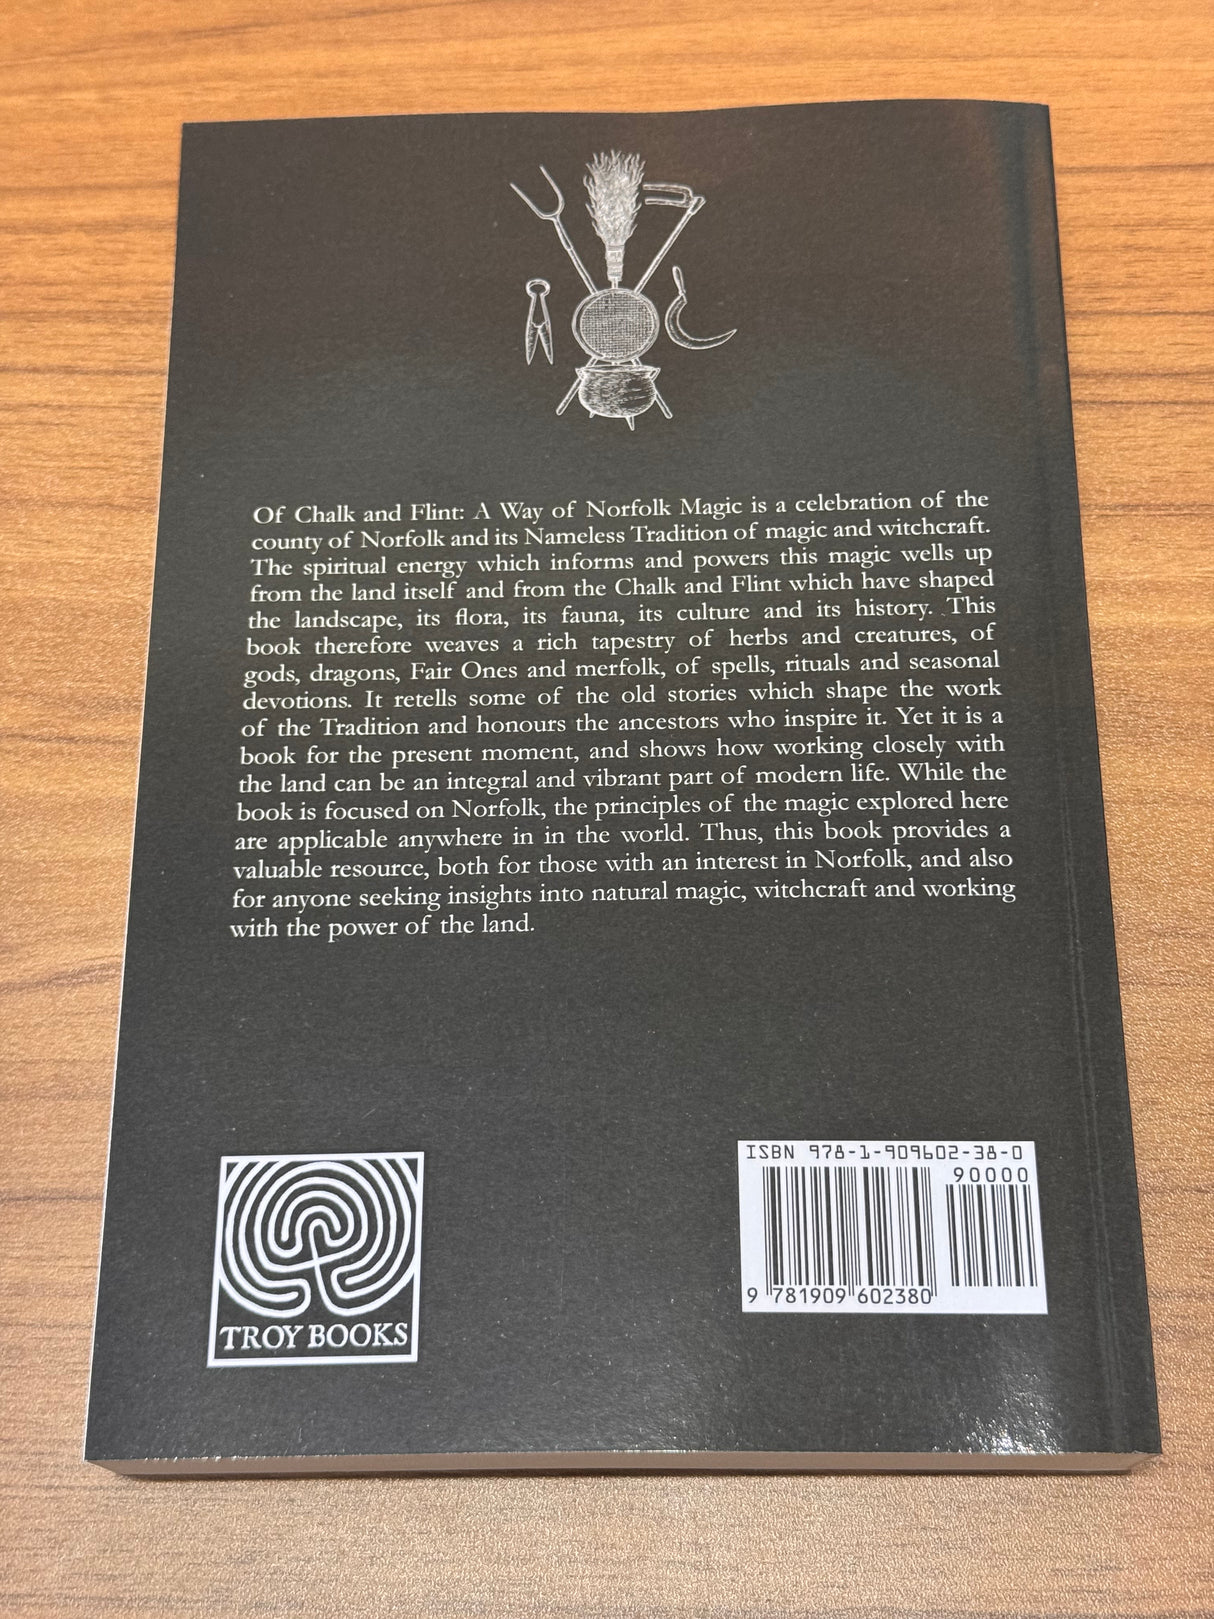 Of Chalk and Flint: A Way of Norfolk Magic is a celebration of the
county of Norfolk and its Nameless Tradition of magic and witchcraft.
The spiritual energy which informs and powers this magic wells up
from the land itself and from the Chalk and Flint which have shaped
the landscape, its flora, its fauna, its culture and its history. This
book therefore weaves a rich tapestry of herbs and creatures, of
gods, dragons, Fair Ones and merfolk, of spells, rituals and seasonal
devotions. It retells some of the old stories which shape the work
of the Tradition and honours the ancestors who inspire it. Yet it is a
book for the present moment, and shows how working closely with
the land can be an integral and vibrant part of modern life. While the
book is focused on Norfolk, the principles of the magic explored here
are applicable anywhere in in the world. Thus, this book provides a
valuable resource, both for those with an interest in Norfolk, and also
for anyone seeking insights into natural magic, witchcraft and working
with the power of the land.
TROY BOOKS
ISBN 978-1-909602-38-0
90000
9 781909 602380